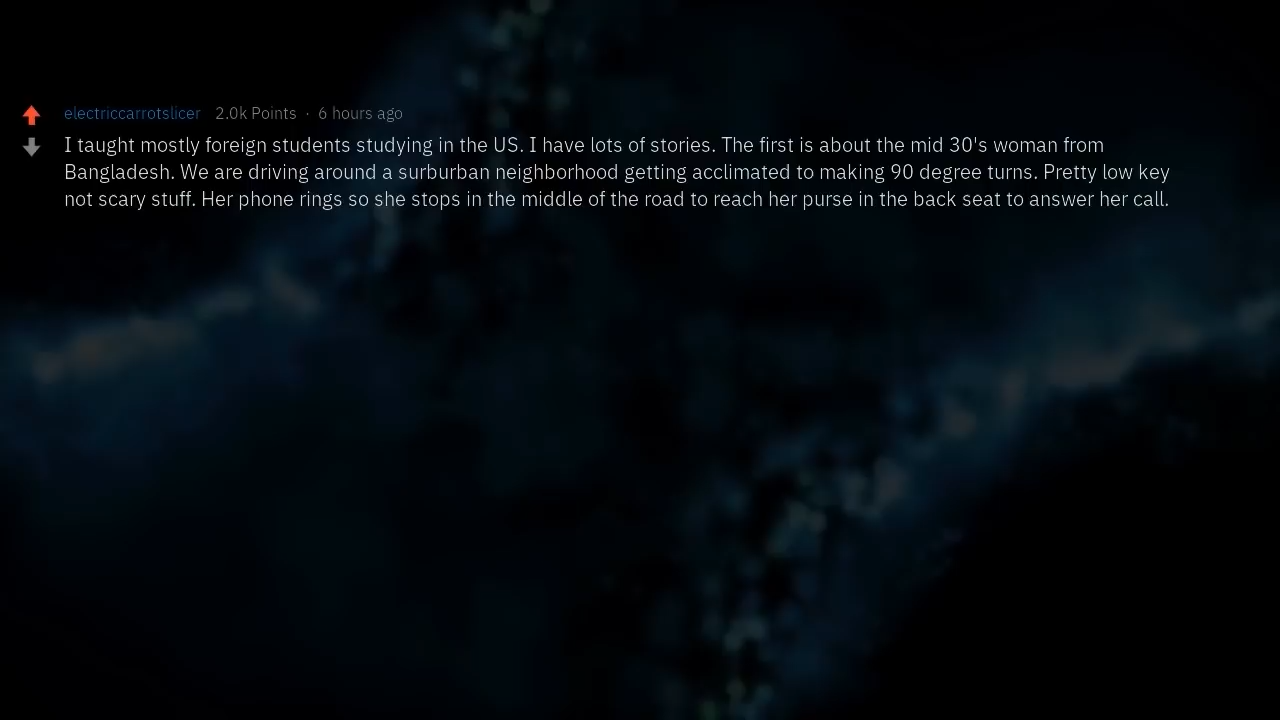 electriccarrotslicer 2.0k Points · 6 hours ago
I taught mostly foreign students studying in the US. I have lots of stories. The first is about the mid 30's woman from
Bangladesh. We are driving around a surburban neighborhood getting acclimated to making 90 degree turns. Pretty low key
not scary stuff. Her phone rings so she stops in the middle of the road to reach her purse in the back seat to answer her call.